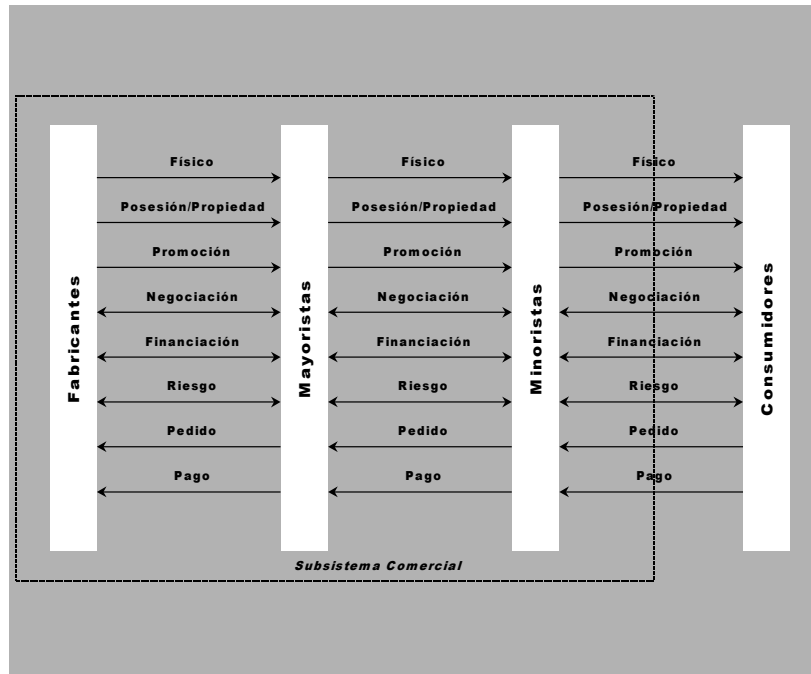 Fabricantes
Mayoristas
Minoristas
Consumidores
Físico
Físico
Físico
Posesión/Propiedad
Posesión/Propiedad
Posesión/Propiedad
Promoción
Promoción
Promoción
Negociación
Negociación
Negociación
Financiación
Financiación
Financiación
Riesgo
Riesgo
Riesgo
Pedido
Pedido
Pedido
Pago
Pago
Pago
Subsistema Comercial